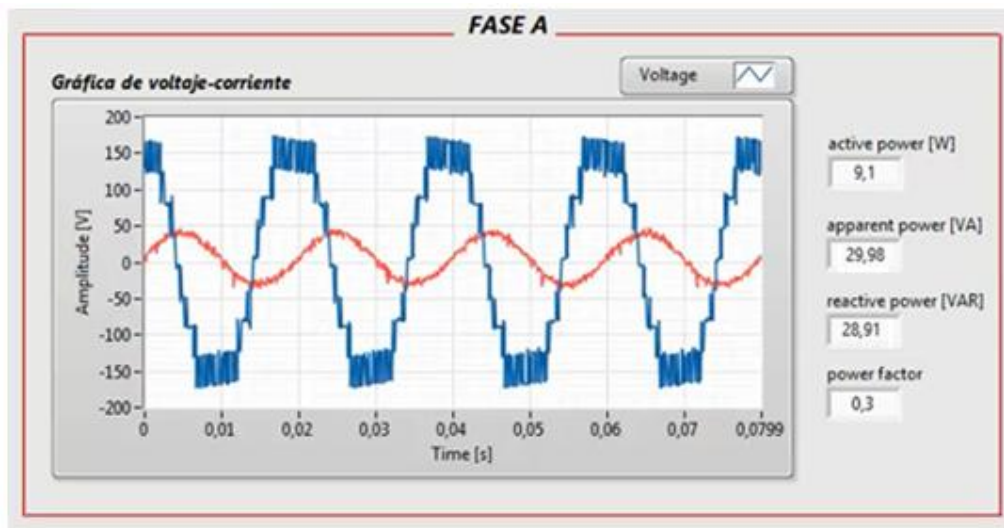 FASE A
Gráfica de voltaje-corriente
Voltage
Amplitude [V]
200
150
100
50
0
-50
-100
-150
-200
0
0,01
0,02
0,03
0,04
0,05
0,06
0,07
0,0799
Time [s]
active power [W]
9,1
apparent power [VA]
29,98
reactive power [VAR]
28,91
power factor
0,3